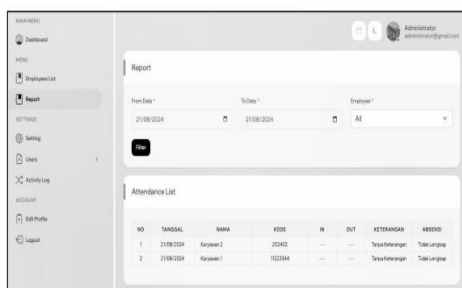 MAIN MENU
Dashboard
MENU
Employees List
Report
SETTINGS
Setting
Users
Activity Log
ACCOUNT
Edit Profile
Logout
Administrator
administrator@gmail.com
Report
From Date *
To Date *
Employee *
21/08/2024
21/08/2024
All
Filter
Attendance List
NO TANGGAL NAMA KODE IN OUT KETERANGAN ABSENSI
1 21/08/2024 Karyawan 2 202402 --- --- Tanpa Keterangan Tidak Lengkap
2 21/08/2024 Karyawan 1 11223344 --- --- Tanpa Keterangan Tidak Lengkap